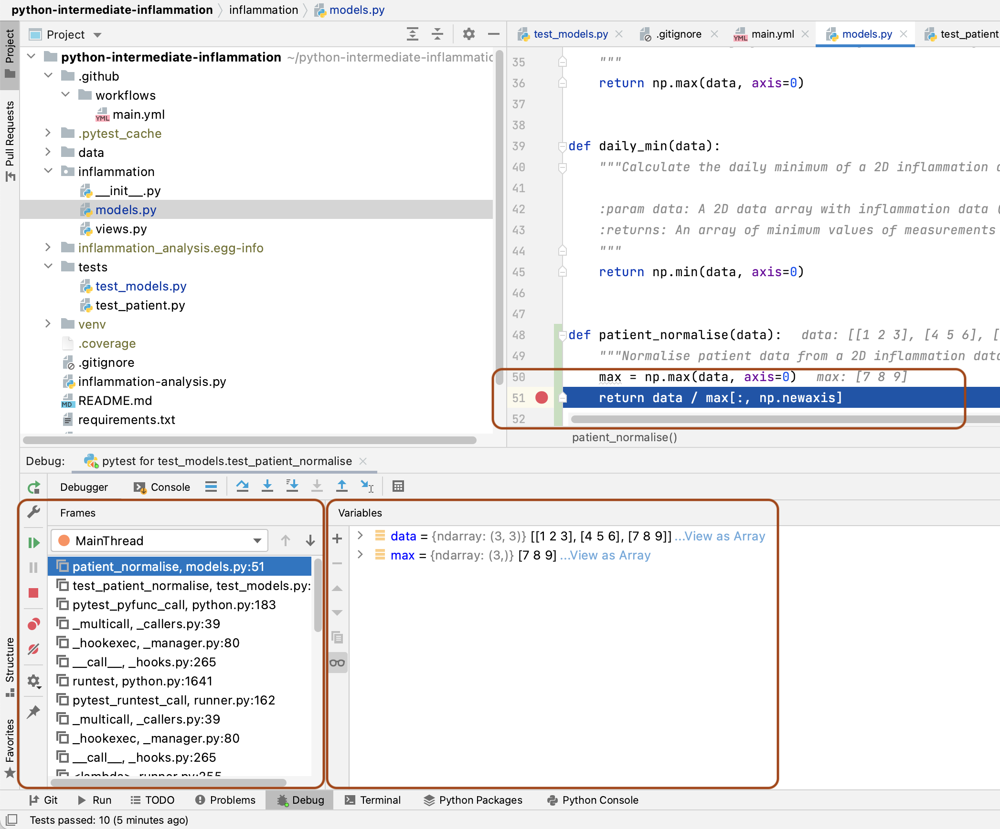 python-intermediate-inflammation inflammation models.py
Project
Pull Requests
Structure
Favorites
Project
python-intermediate-inflammation ~/python-intermediate-inflammatic
.github
workflows
main.yml
.pytest_cache
data
inflammation
__init__.py
models.py
views.py
inflammation_analysis.egg-info
tests
test_models.py
test_patient.py
venv
.coverage
.gitignore
inflammation-analysis.py
README.md
requirements.txt
test_models.py .gitignore main.yml models.py test_patient
35 """
36 return np.max(data, axis=0)
37
38
39 def daily_min(data):
40 """Calculate the daily minimum of a 2D inflammation
41
42 :param data: A 2D data array with inflammation data (
43 :returns: An array of minimum values of measurements
44 """
45 return np.min(data, axis=0)
46
47
48 def patient_normalise(data): data: [[1 2 3], [4 5 6], [
49 """Normalise patient data from a 2D inflammation data
50 max = np.max(data, axis=0) max: [7 8 9]
51 return data / max[:, np.newaxis]
52
patient_normalise()
Debug: pytest for test_models.test_patient_normalise
Debugger Console
Frames
MainThread
patient_normalise, models.py:51
test_patient_normalise, test_models.py:
pytest_pyfunc_call, python.py:183
_multicall, _callers.py:39
_hookexec, _manager.py:80
__call__, _hooks.py:265
runtest, python.py:1641
pytest_runtest_call, runner.py:162
_multicall, _callers.py:39
_hookexec, _manager.py:80
__call__, _hooks.py:265
<lambda>, runner.py:255
Variables
data = {ndarray: (3, 3)} [[1 2 3], [4 5 6], [7 8 9]] ...View as Array
max = {ndarray: (3,)} [7 8 9] ...View as Array
Git Run TODO Problems Debug Terminal Python Packages Python Console
Tests passed: 10 (5 minutes ago)